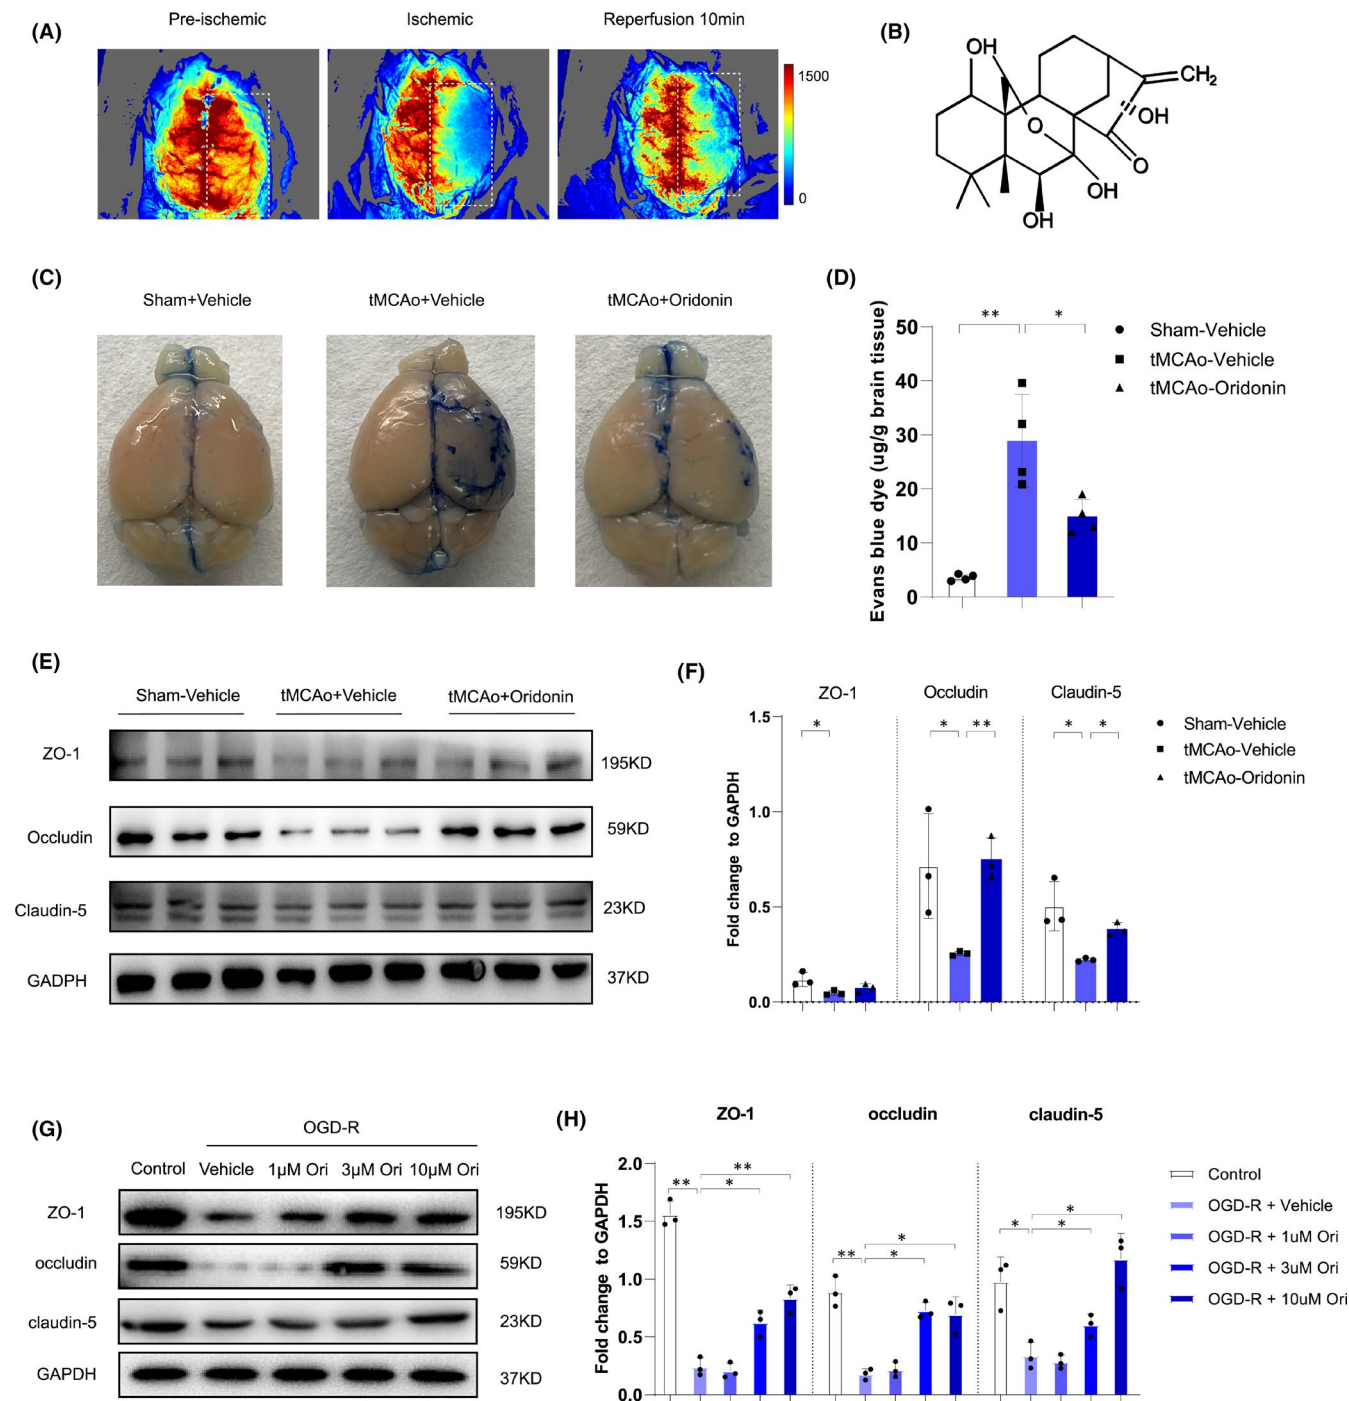 (A)
Pre-ischemic
Ischemic
Reperfusion 10min
1500
0
(B)
OH
CH2
OH
O
O
OH
OH
(C)
Sham+Vehicle
tMCAo+Vehicle
tMCAo+Oridonin
(D)
Evans blue dye (ug/g brain tissue)
50
40
30
20
10
0
** *
Sham-Vehicle
tMCAo-Vehicle
tMCAo-Oridonin
(E)
Sham-Vehicle
tMCAo+Vehicle
tMCAo+Oridonin
ZO-1
195KD
Occludin
59KD
Claudin-5
23KD
GADPH
37KD
(F)
ZO-1
Occludin
Claudin-5
Fold change to GAPDH
1.5
1.0
0.5
0.0
* * ** * *
Sham-Vehicle
tMCAo-Vehicle
tMCAo-Oridonin
(G)
OGD-R
Control Vehicle 1μM Ori 3μM Ori 10μM Ori
ZO-1
195KD
occludin
59KD
claudin-5
23KD
GAPDH
37KD
(H)
ZO-1
occludin
claudin-5
Fold change to GAPDH
2.0
1.5
1.0
0.5
0.0
**
** *
*
** *
*
* *
Control
OGD-R + Vehicle
OGD-R + 1uM Ori
OGD-R + 3uM Ori
OGD-R + 10uM Ori